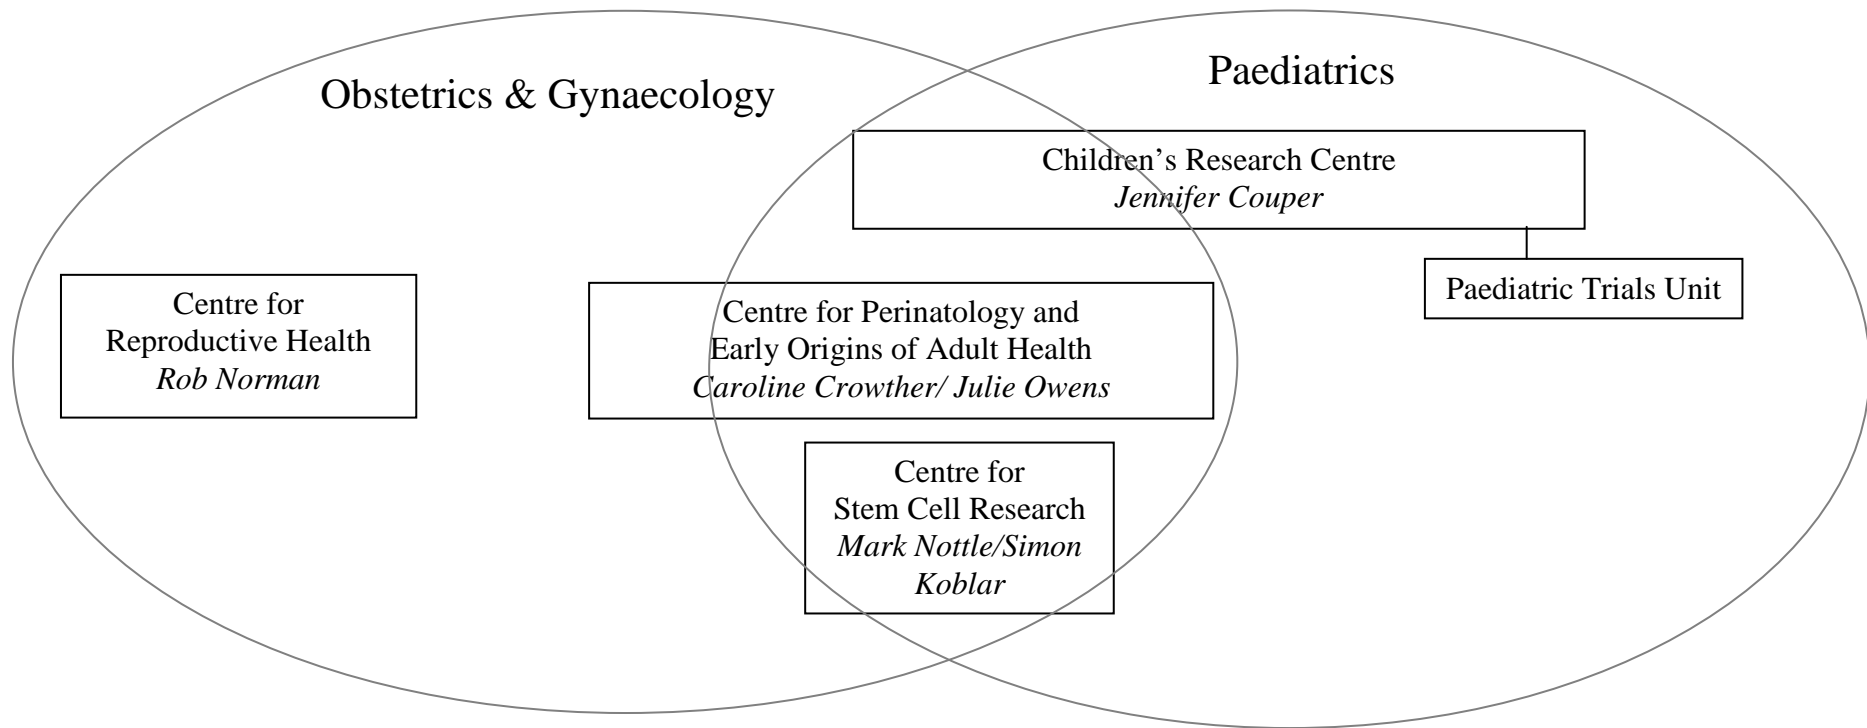 Obstetrics & Gynaecology
Paediatrics
Children’s Research Centre
Jennifer Couper
Paediatric Trials Unit
Centre for
Reproductive Health
Rob Norman
Centre for Perinatology and
Early Origins of Adult Health
Caroline Crowther/ Julie Owens
Centre for
Stem Cell Research
Mark Nottle/Simon
Koblar